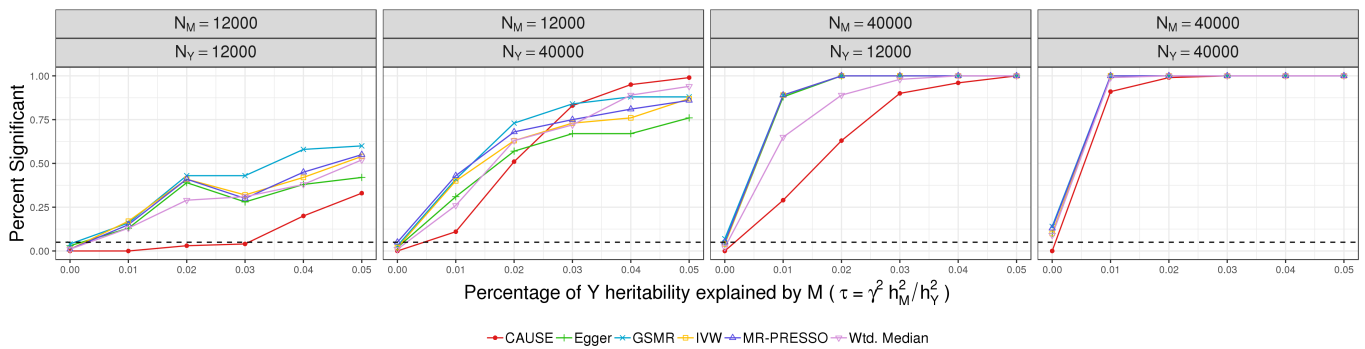 N_M = 12000
N_Y = 12000
N_M = 12000
N_Y = 40000
N_M = 40000
N_Y = 12000
N_M = 40000
N_Y = 40000
Percent Significant
1.00
0.75
0.50
0.25
0.00
0.00 0.01 0.02 0.03 0.04 0.05
0.00 0.01 0.02 0.03 0.04 0.05
0.00 0.01 0.02 0.03 0.04 0.05
0.00 0.01 0.02 0.03 0.04 0.05
Percentage of Y heritability explained by M ( τ = γ² h²_M / h²_Y )
CAUSE Egger GSMR IVW MR-PRESSO Wtd. Median